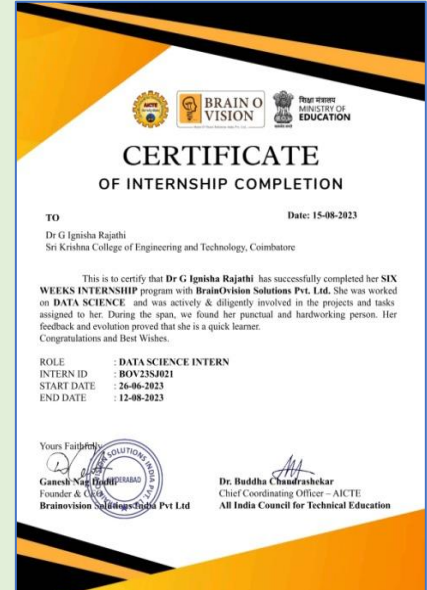 AICTE
BRAIN O
VISION
शिक्षा मंत्रालय
MINISTRY OF
EDUCATION
CERTIFICATE
OF INTERNSHIP COMPLETION
TO
Date: 15-08-2023
Dr G Ignisha Rajathi
Sri Krishna College of Engineering and Technology, Coimbatore
This is to certify that Dr G Ignisha Rajathi has successfully completed her SIX
WEEKS INTERNSHIP program with BrainOvision Solutions Pvt. Ltd. She was worked
on DATA SCIENCE and was actively & diligently involved in the projects and tasks
assigned to her. During the span, we found her punctual and hardworking person. Her
feedback and evolution proved that she is a quick learner.
Congratulations and Best Wishes.
ROLE : DATA SCIENCE INTERN
INTERN ID : BOV23SJ021
START DATE : 26-06-2023
END DATE : 12-08-2023
Yours Faithfully
Ganesh Nag Doddi
Founder & CEO
Brainovision Solutions India Pvt Ltd
HYDERABAD
Dr. Buddha Chandrashekar
Chief Coordinating Officer – AICTE
All India Council for Technical Education